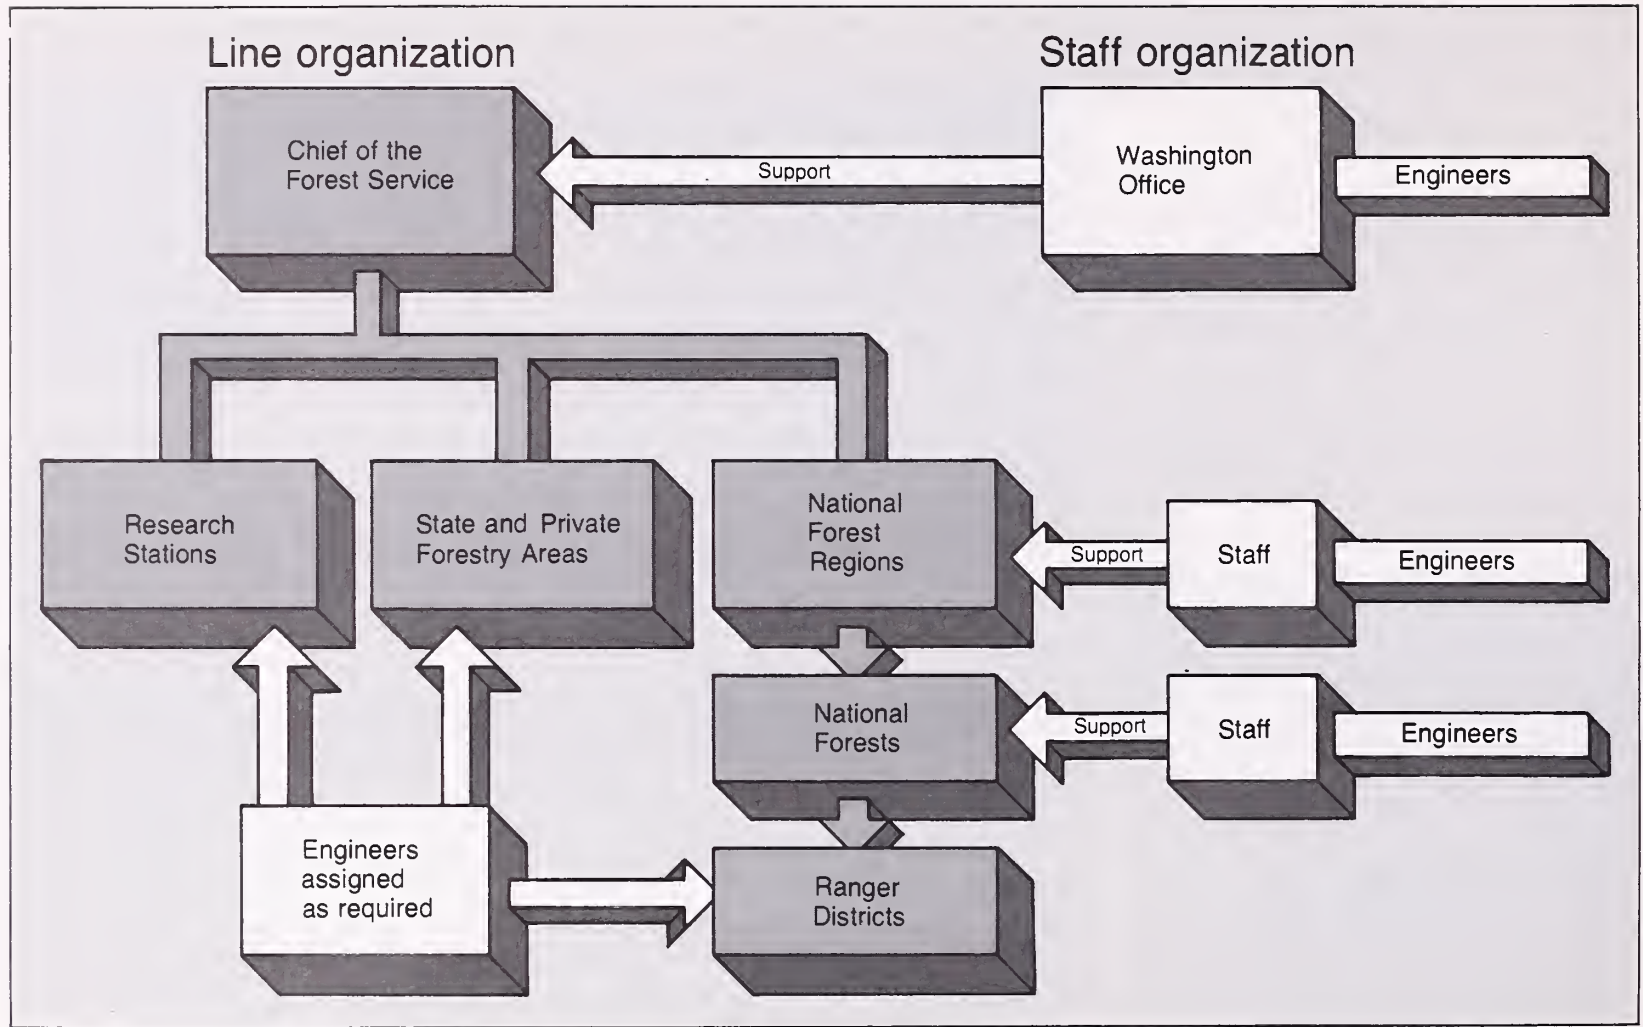 Line organization
Staff organization
Chief of the
Forest Service
Support
Washington
Office
Engineers
Research
Stations
State and Private
Forestry Areas
National
Forest
Regions
Support
Staff
Engineers
National
Forests
Support
Staff
Engineers
Engineers
assigned
as required
Ranger
Districts